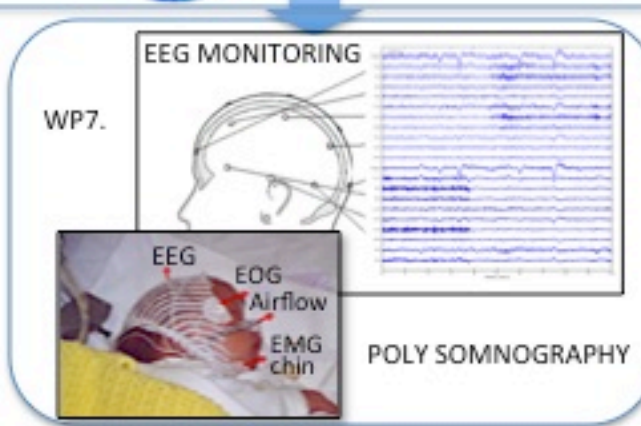 EEG MONITORING
WP7.
EEG
EOG
Airflow
EMG
chin
POLY SOMNOGRAPHY